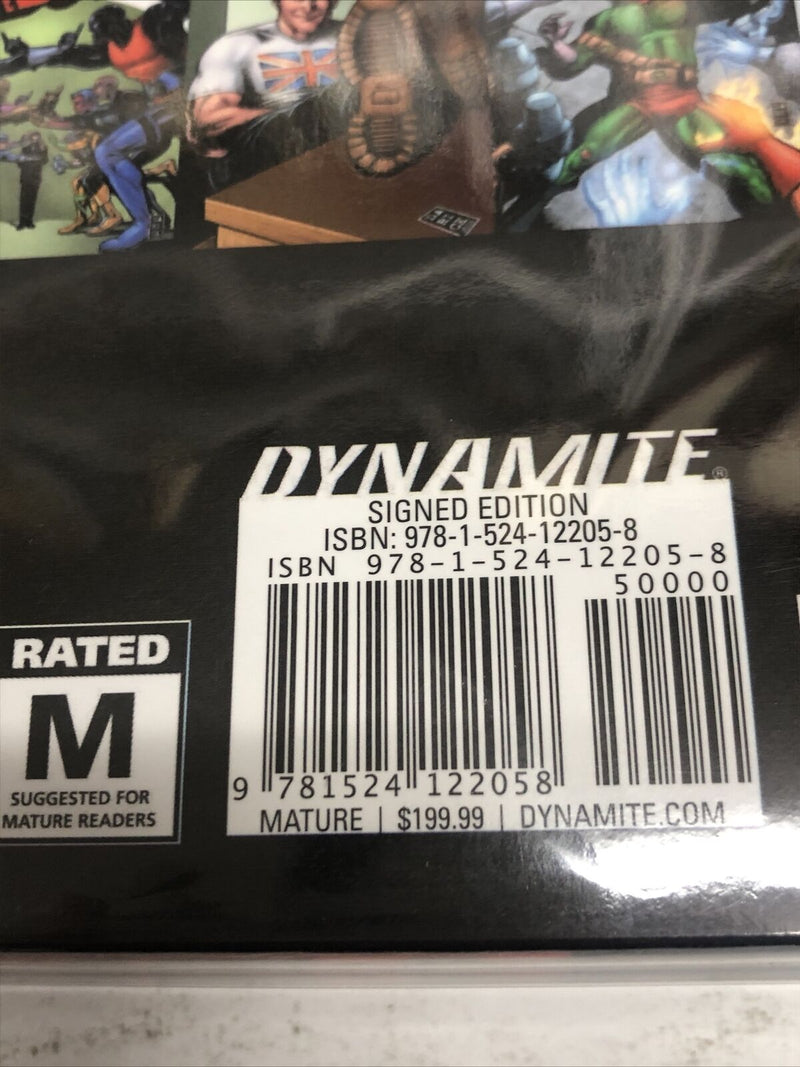 DYNAMITE®
SIGNED EDITION
ISBN: 978-1-524-12205-8
ISBN 978-1-524-12205-8
50000
9 781524 122058
MATURE | $199.99 | DYNAMITE.COM
RATED
M
SUGGESTED FOR
MATURE READERS